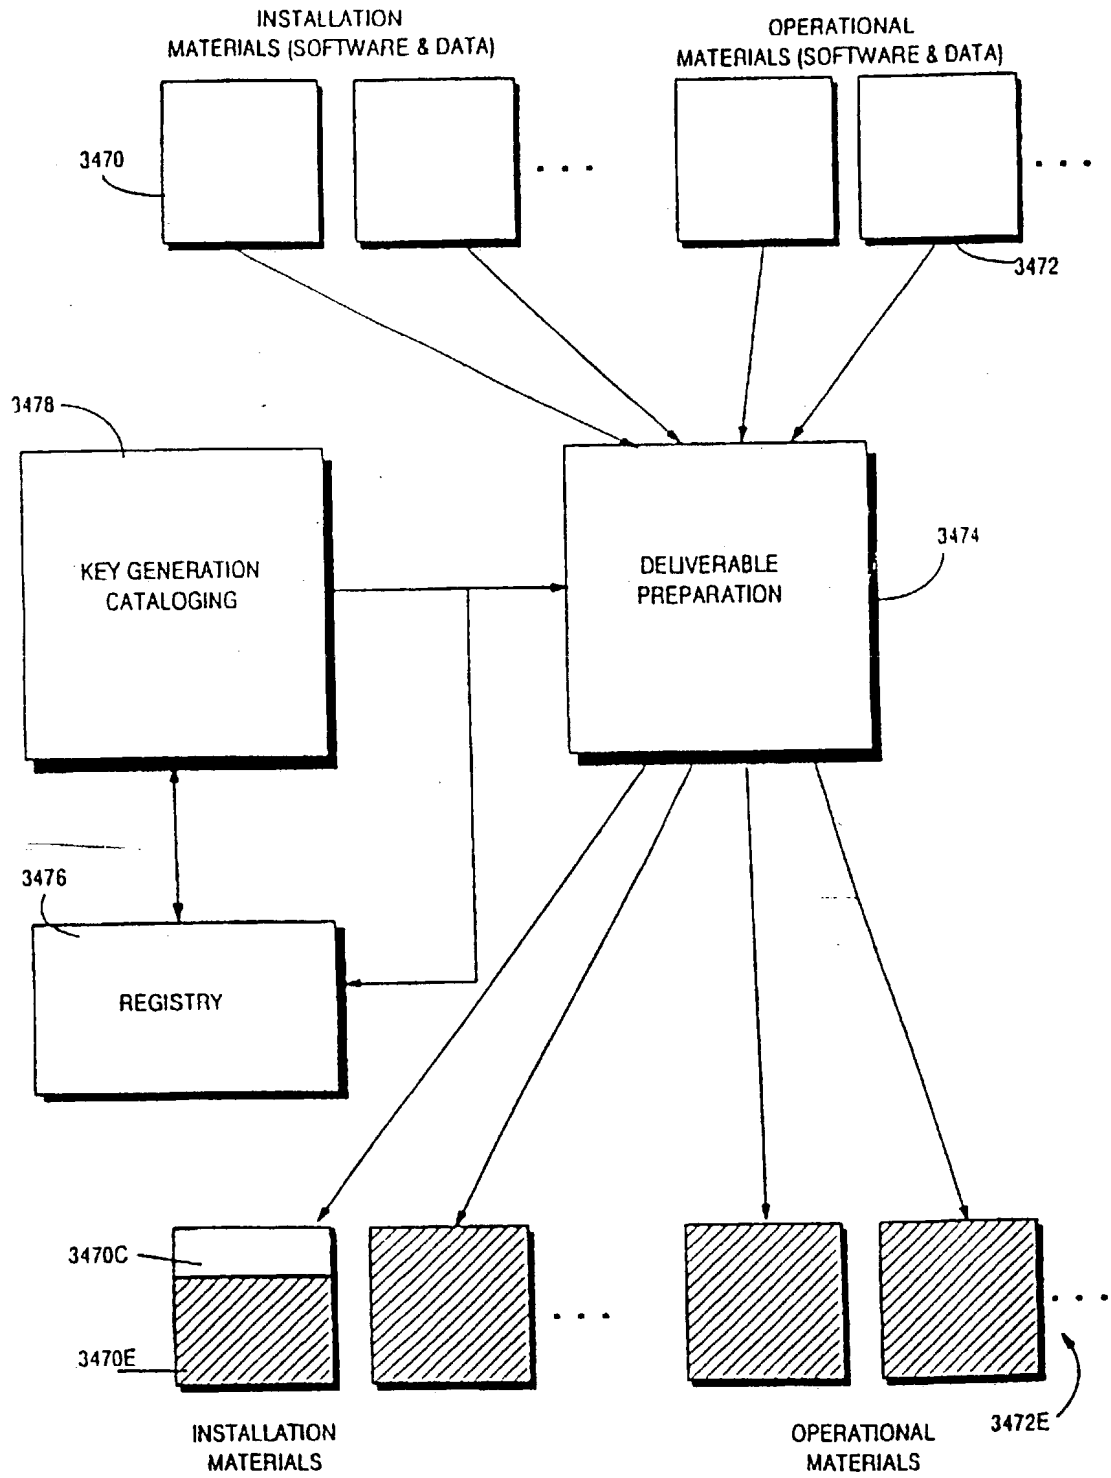 INSTALLATION
MATERIALS (SOFTWARE & DATA)
OPERATIONAL
MATERIALS (SOFTWARE & DATA)
3470
3472
3478
KEY GENERATION
CATALOGING
DELIVERABLE
PREPARATION
3474
3476
REGISTRY
3470C
3470E
3472E
INSTALLATION
MATERIALS
OPERATIONAL
MATERIALS